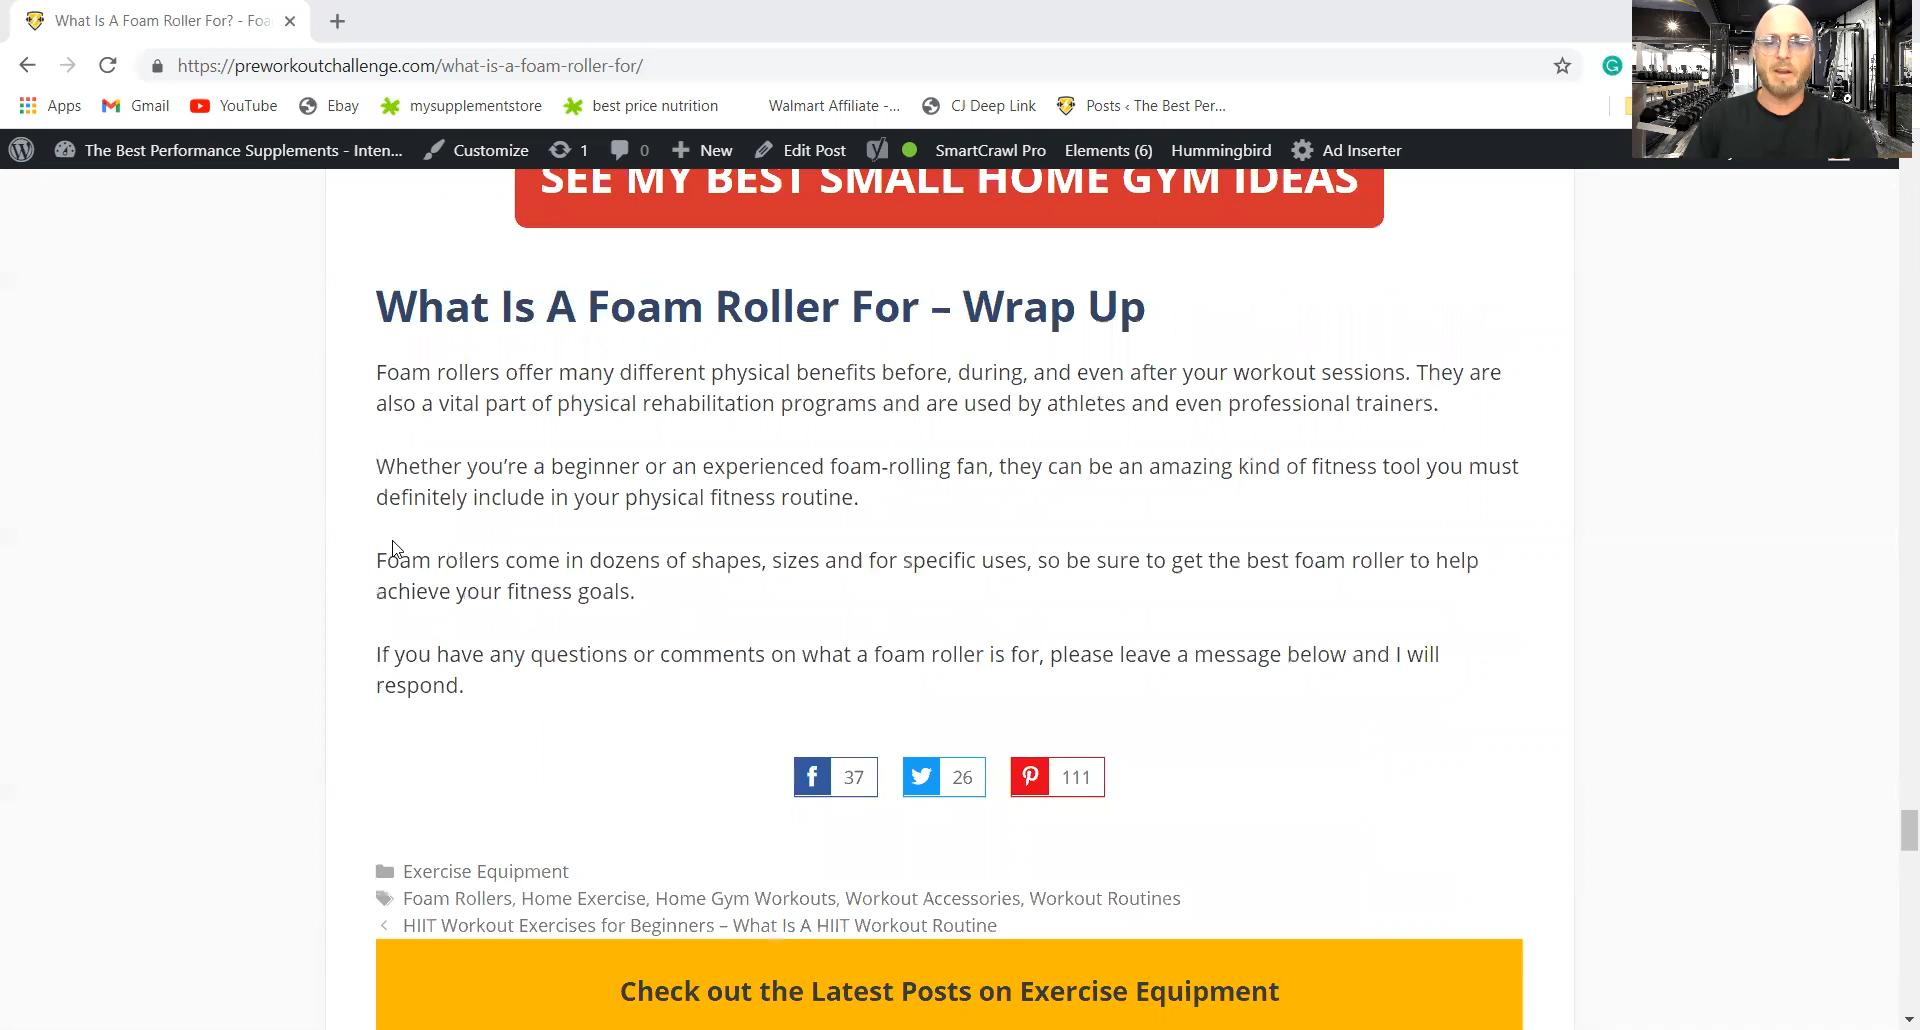 What Is A Foam Roller For? - Foa
https://preworkoutchallenge.com/what-is-a-foam-roller-for/
Apps Gmail YouTube Ebay mysupplementstore best price nutrition Walmart Affiliate -... CJ Deep Link Posts ‹ The Best Per...
The Best Performance Supplements - Inten... Customize 1 0 New Edit Post SmartCrawl Pro Elements (6) Hummingbird Ad Inserter
SEE MY BEST SMALL HOME GYM IDEAS
What Is A Foam Roller For – Wrap Up
Foam rollers offer many different physical benefits before, during, and even after your workout sessions. They are
also a vital part of physical rehabilitation programs and are used by athletes and even professional trainers.
Whether you’re a beginner or an experienced foam-rolling fan, they can be an amazing kind of fitness tool you must
definitely include in your physical fitness routine.
Foam rollers come in dozens of shapes, sizes and for specific uses, so be sure to get the best foam roller to help
achieve your fitness goals.
If you have any questions or comments on what a foam roller is for, please leave a message below and I will
respond.
37 26 111
Exercise Equipment
Foam Rollers, Home Exercise, Home Gym Workouts, Workout Accessories, Workout Routines
HIIT Workout Exercises for Beginners – What Is A HIIT Workout Routine
Check out the Latest Posts on Exercise Equipment